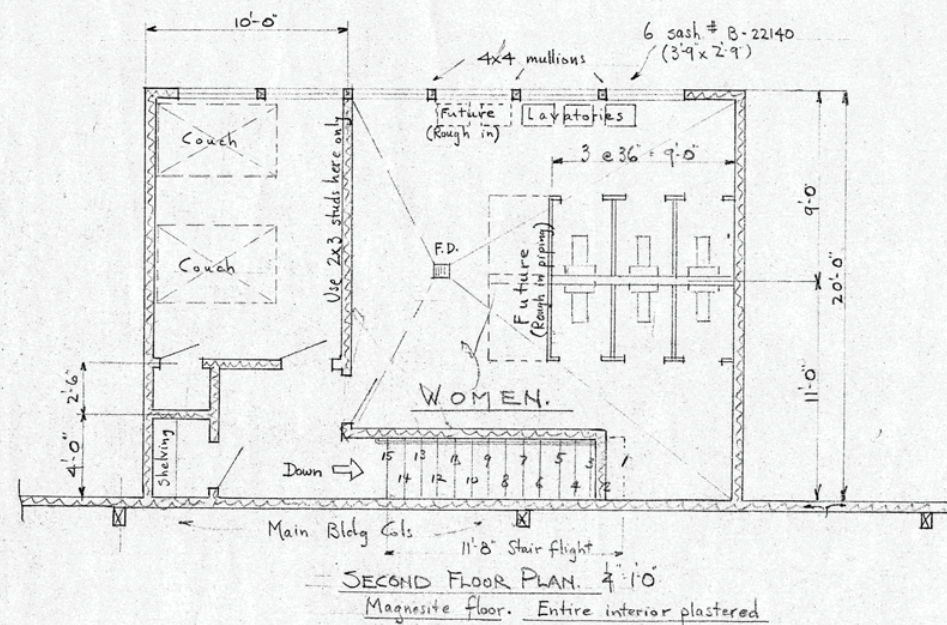 10'-0"
6 sash # B-22140
(3'-9" x 2'-9")
4x4 mullions
Future
(Rough in)
Lavatories
Couch
Use 2x3 studs here only
3 @ 36" = 9'-0"
9'-0"
20'-0"
F.D.
Couch
Future
(Rough in piping)
11'-0"
2'-6"
WOMEN.
4'-0"
Shelving
Down
15 13 11 9 7 5 3 1
14 12 10 8 6 4 2
Main Bldg Cols
11'-8" Stair flight
SECOND FLOOR PLAN. ¼"-1'-0"
Magnesite floor. Entire interior plastered